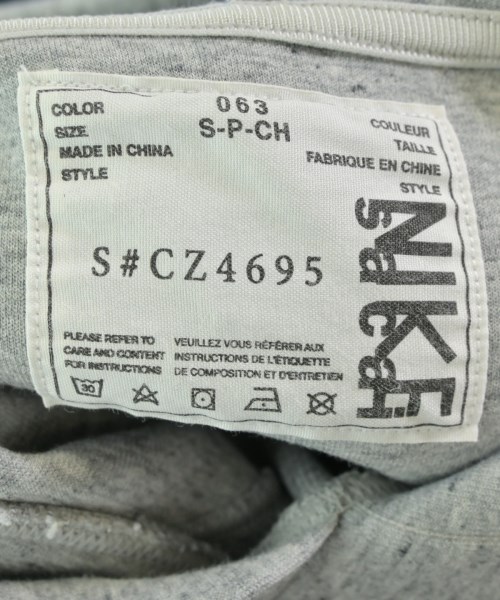 COLOR 063 COULEUR
SIZE S-P-CH TAILLE
MADE IN CHINA FABRIQUE EN CHINE
STYLE STYLE
S#CZ4695
NIKE
sacai
PLEASE REFER TO
CARE AND CONTENT
FOR INSTRUCTIONS
VEUILLEZ VOUS RÉFÉRER AUX
INSTRUCTIONS DE L'ÉTIQUETTE
DE COMPOSITION ET D'ENTRETIEN
30